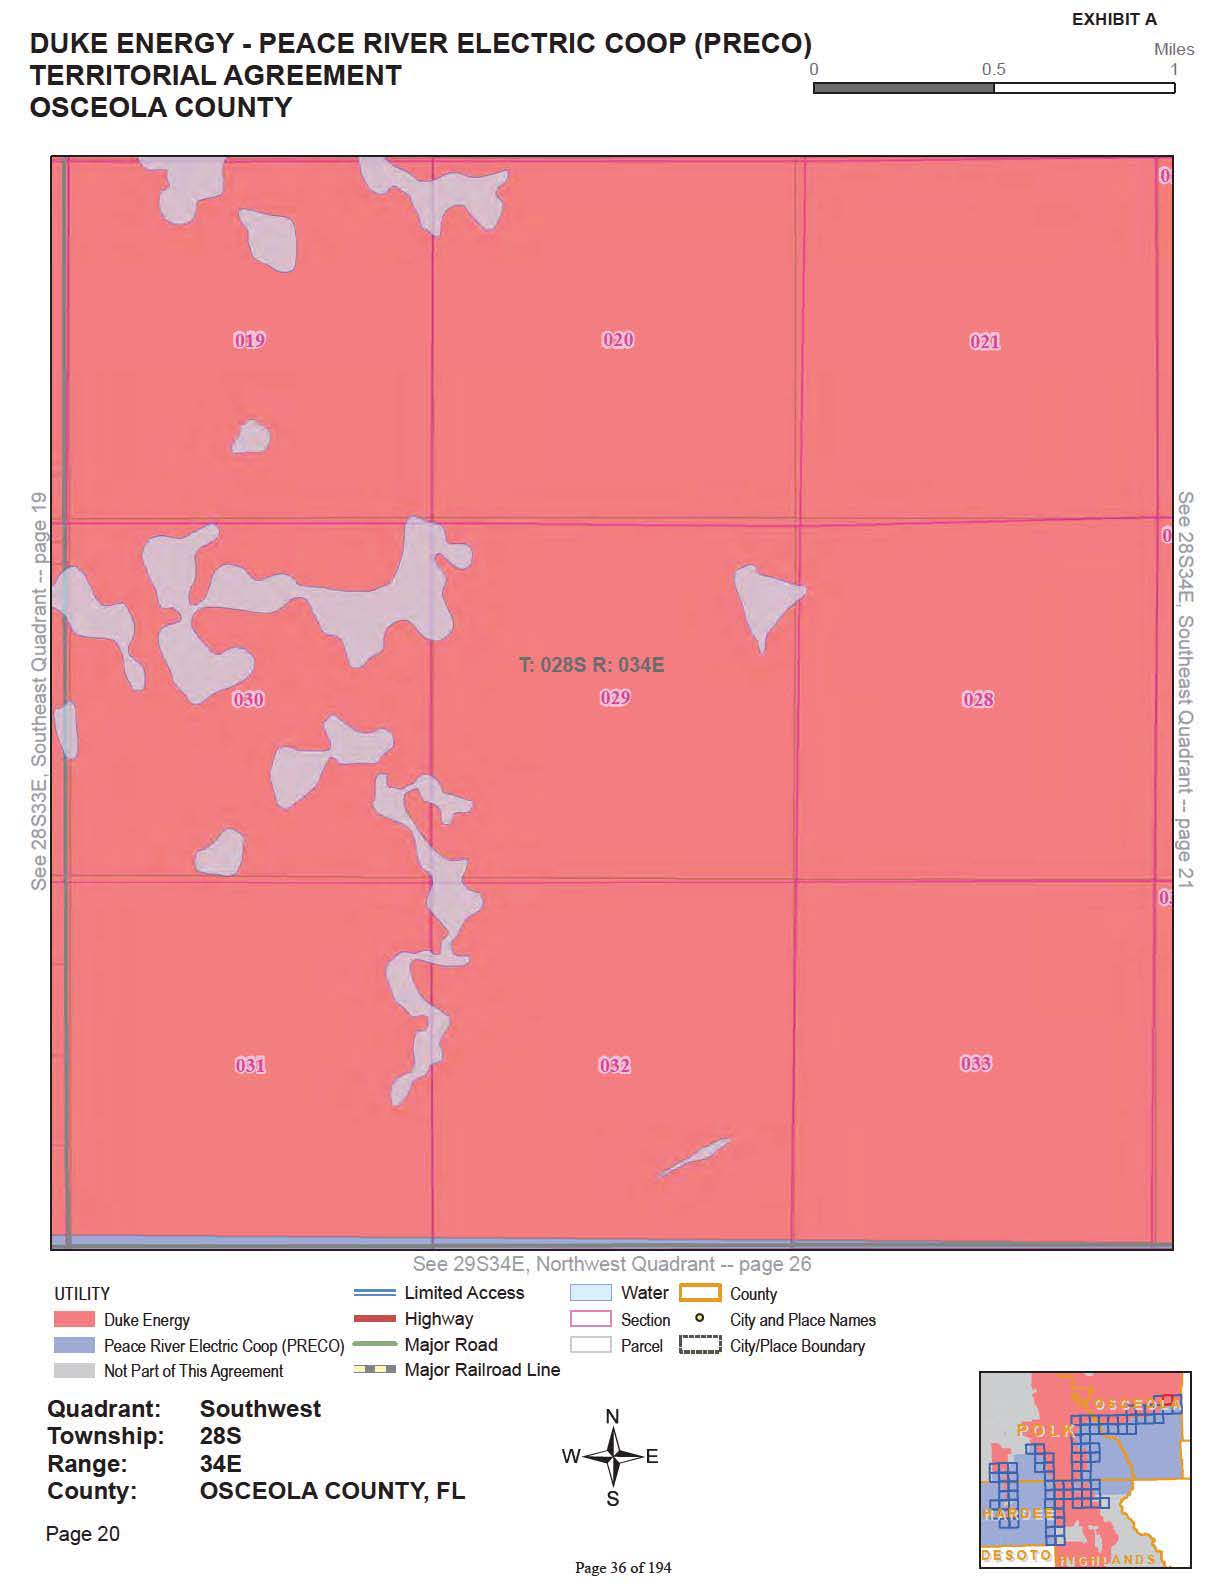 EXHIBIT A
DUKE ENERGY - PEACE RIVER ELECTRIC COOP (PRECO)
TERRITORIAL AGREEMENT
OSCEOLA COUNTY
Miles
0 0.5 1
0
019 020 021
See 28S33E, Southeast Quadrant -- page 19
See 28S34E, Southeast Quadrant -- page 21
0
T: 028S R: 034E
030 029 028
03
031 032 033
See 29S34E, Northwest Quadrant -- page 26
UTILITY
Duke Energy
Peace River Electric Coop (PRECO)
Not Part of This Agreement
Limited Access
Highway
Major Road
Major Railroad Line
Water
Section
Parcel
County
City and Place Names
City/Place Boundary
Quadrant: Southwest
Township: 28S
Range: 34E
County: OSCEOLA COUNTY, FL
Page 20
N
W E
S
OSCEOLA
POLK
HARDEE
DESOTO
HIGHLANDS
Page 36 of 194